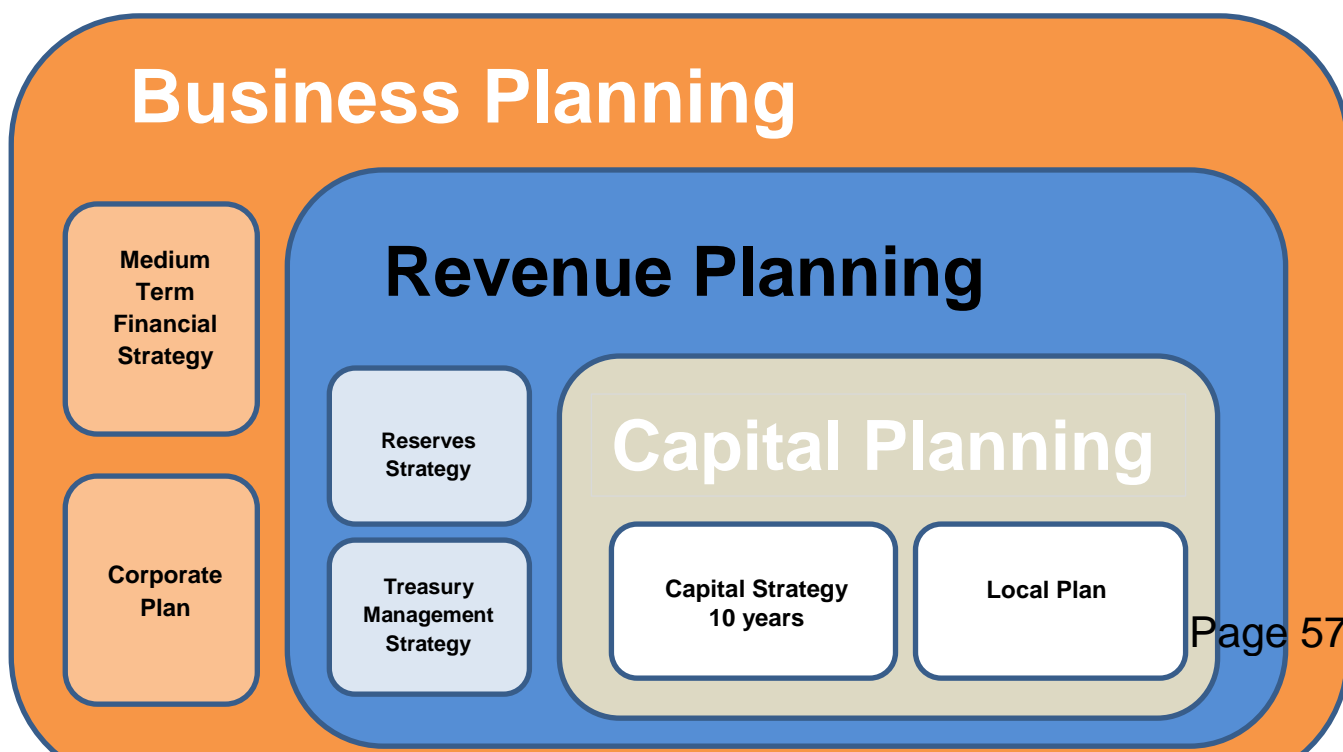 Business Planning
Medium
Term
Financial
Strategy
Corporate
Plan
Revenue Planning
Reserves
Strategy
Treasury
Management
Strategy
Capital Planning
Capital Strategy
10 years
Local Plan
Page 57